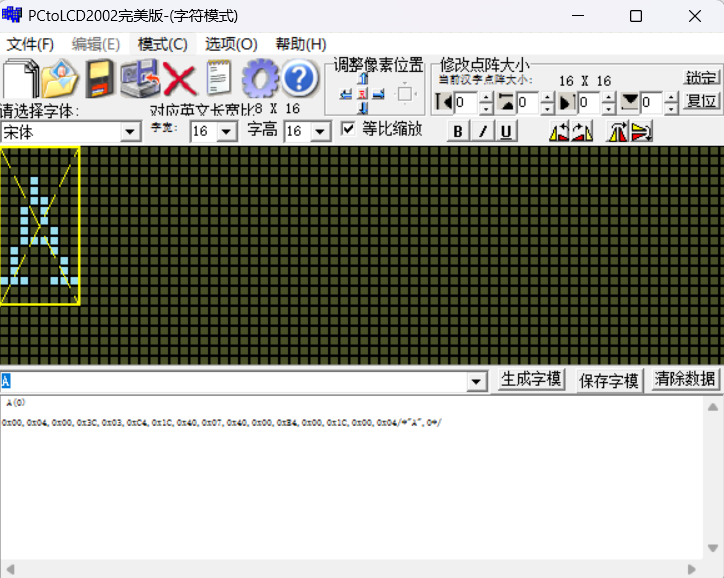 PCtoLCD2002完美版-(字符模式)
文件(F) 编辑(E) 模式(C) 选项(O) 帮助(H)
调整像素位置
修改点阵大小
当前汉字点阵大小: 16 X 16
锁定
0 0 0 0 复位
请选择字体: 对应英文长宽比8 X 16
宋体 字宽: 16 字高 16 等比缩放 B I U
A 生成字模 保存字模 清除数据
A(0)
0x00,0x04,0x00,0x3C,0x03,0xC4,0x1C,0x40,0x07,0x40,0x00,0xB4,0x00,0x1C,0x00,0x04/*"A",0*/